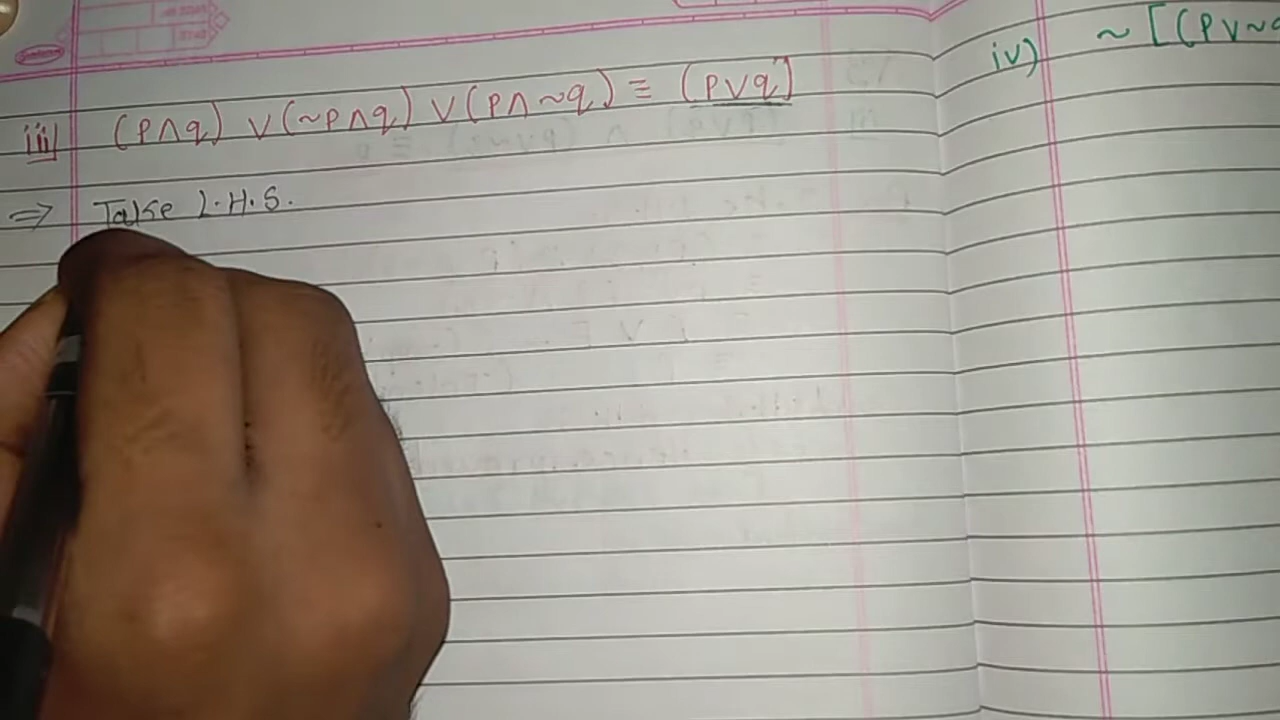 iii) (p∧q) ∨ (~p∧q) ∨ (p∧~q) ≡ (p∨q)
⇒ Take L.H.S.
iv) ~[(p∨~q